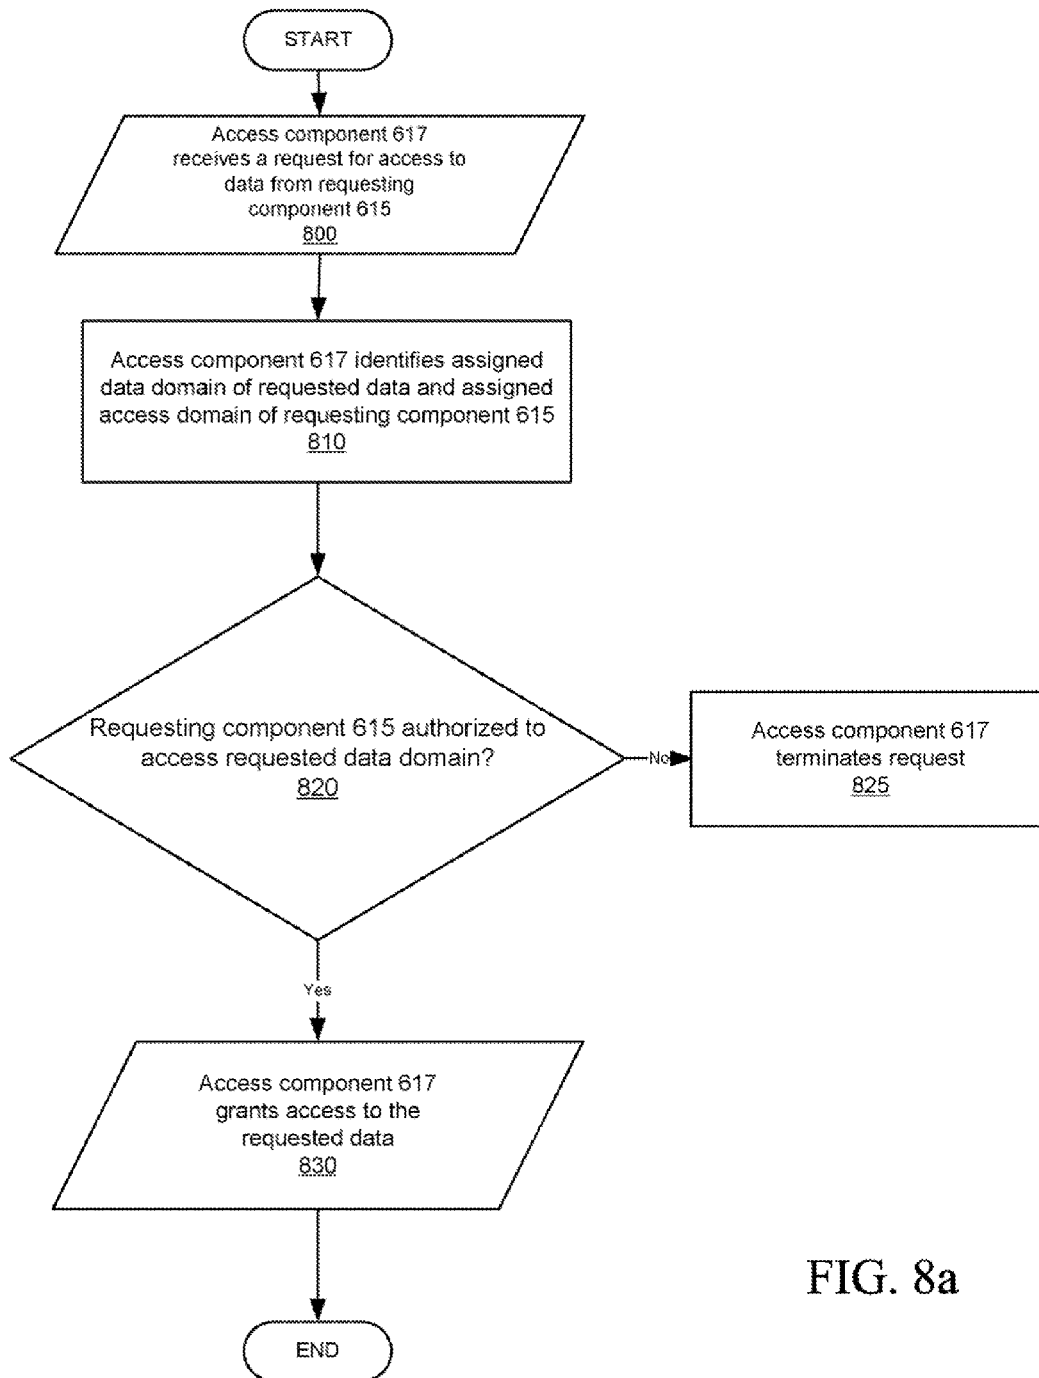 START
Access component 617
receives a request for access to
data from requesting
component 615
800
Access component 617 identifies assigned
data domain of requested data and assigned
access domain of requesting component 615
810
Requesting component 615 authorized to
access requested data domain?
820
No
Access component 617
terminates request
825
Yes
Access component 617
grants access to the
requested data
830
END
FIG. 8a